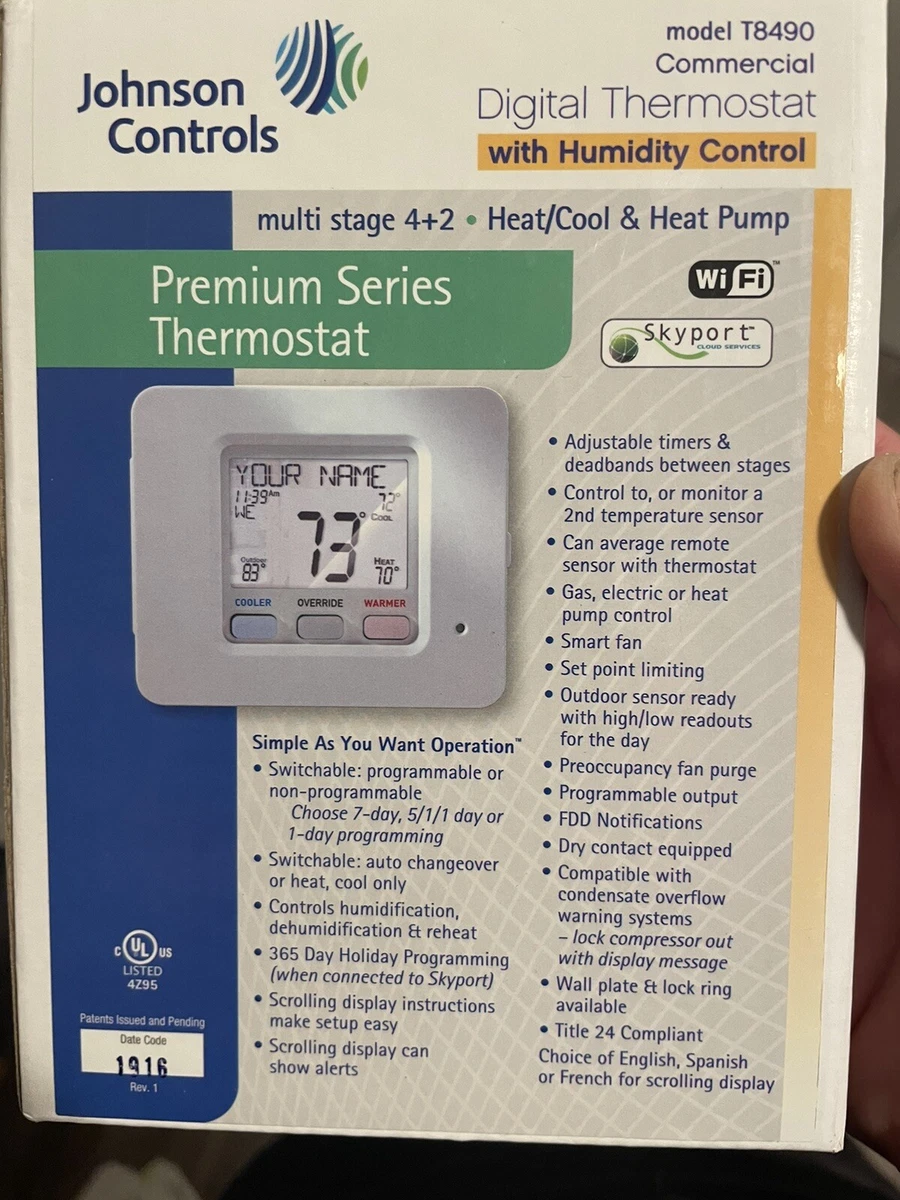 Johnson
Controls
model T8490
Commercial
Digital Thermostat
with Humidity Control
multi stage 4+2 • Heat/Cool & Heat Pump
Premium Series
Thermostat
Wi Fi™
Skyport™
CLOUD SERVICES
YOUR NAME
11:39Am
WE
72°
COOL
73°
Outdoor
83°
HEAT
70°
COOLER OVERRIDE WARMER
Simple As You Want Operation™
• Switchable: programmable or
non-programmable
Choose 7-day, 5/1/1 day or
1-day programming
• Switchable: auto changeover
or heat, cool only
• Controls humidification,
dehumidification & reheat
• 365 Day Holiday Programming
(when connected to Skyport)
• Scrolling display instructions
make setup easy
• Scrolling display can
show alerts
• Adjustable timers &
deadbands between stages
• Control to, or monitor a
2nd temperature sensor
• Can average remote
sensor with thermostat
• Gas, electric or heat
pump control
• Smart fan
• Set point limiting
• Outdoor sensor ready
with high/low readouts
for the day
• Preoccupancy fan purge
• Programmable output
• FDD Notifications
• Dry contact equipped
• Compatible with
condensate overflow
warning systems
– lock compressor out
with display message
• Wall plate & lock ring
available
• Title 24 Compliant
Choice of English, Spanish
or French for scrolling display
C UL US
LISTED
4Z95
Patents Issued and Pending
Date Code
1916
Rev. 1